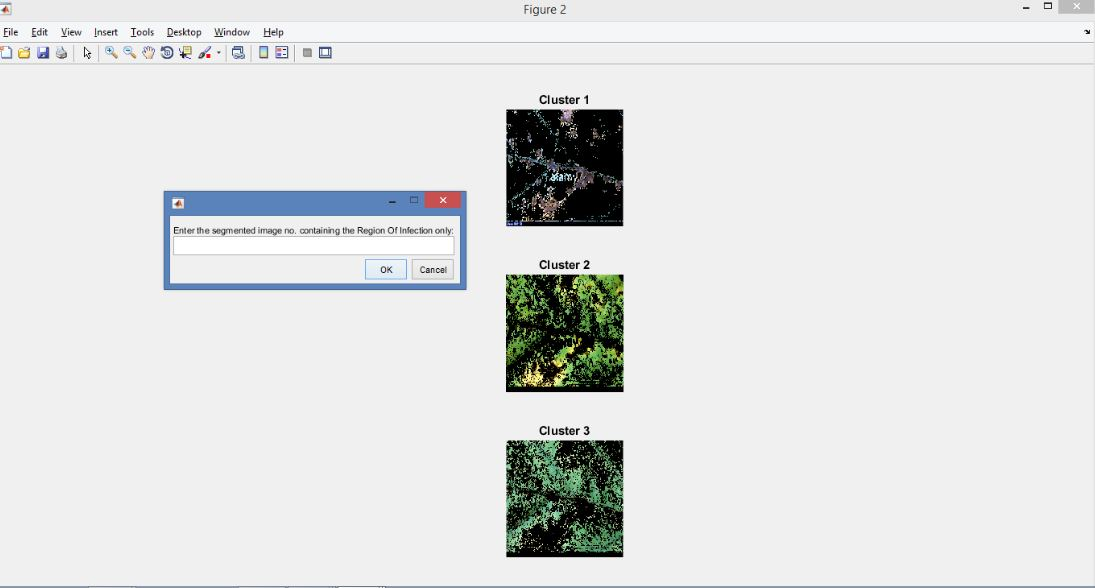 Figure 2
File Edit View Insert Tools Desktop Window Help
Cluster 1
Enter the segmented image no. containing the Region Of Infection only:
OK Cancel
Cluster 2
Cluster 3